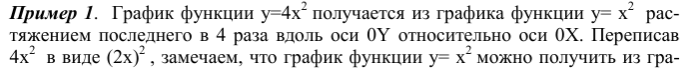 Пример 1. График функции y=4x² получается из графика функции y= x² рас-
тяжением последнего в 4 раза вдоль оси 0Y относительно оси 0X. Переписав
4x² в виде (2x)², замечаем, что график функции y= x² можно получить из гра-